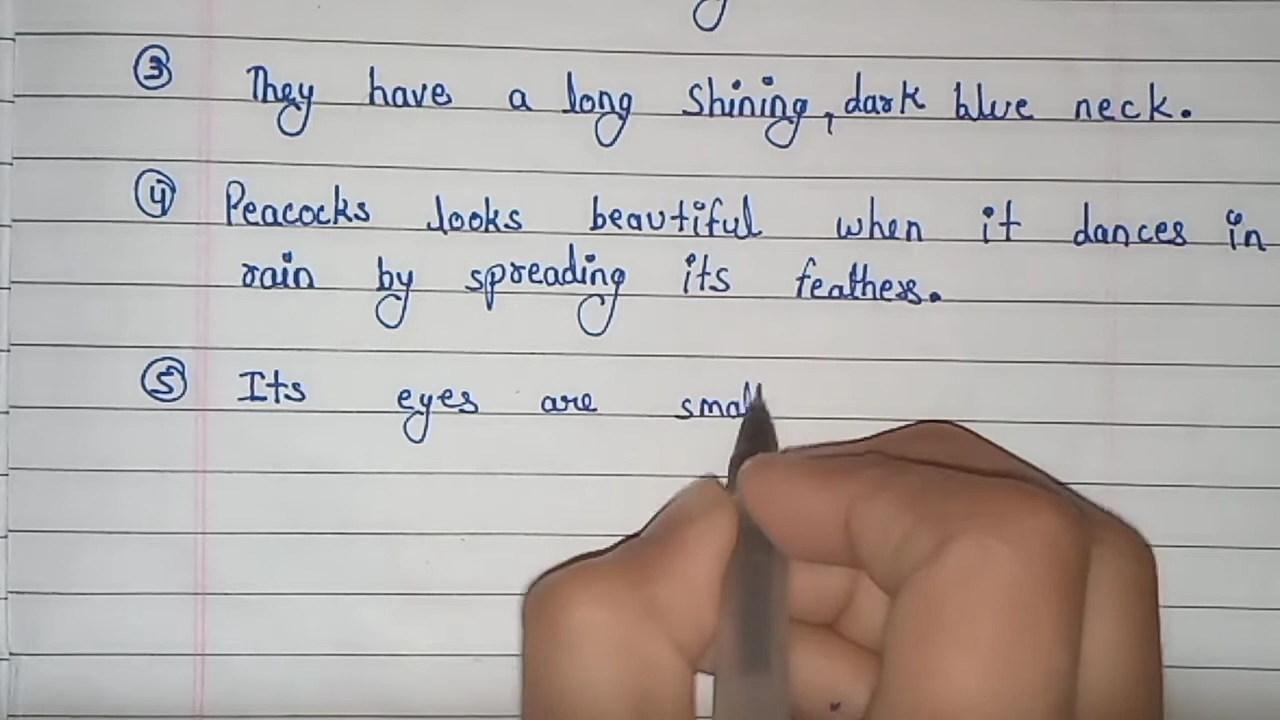 ③ They have a long shining, dark blue neck.
④ Peacocks looks beautiful when it dances in
rain by spreading its feathers.
⑤ Its eyes are small